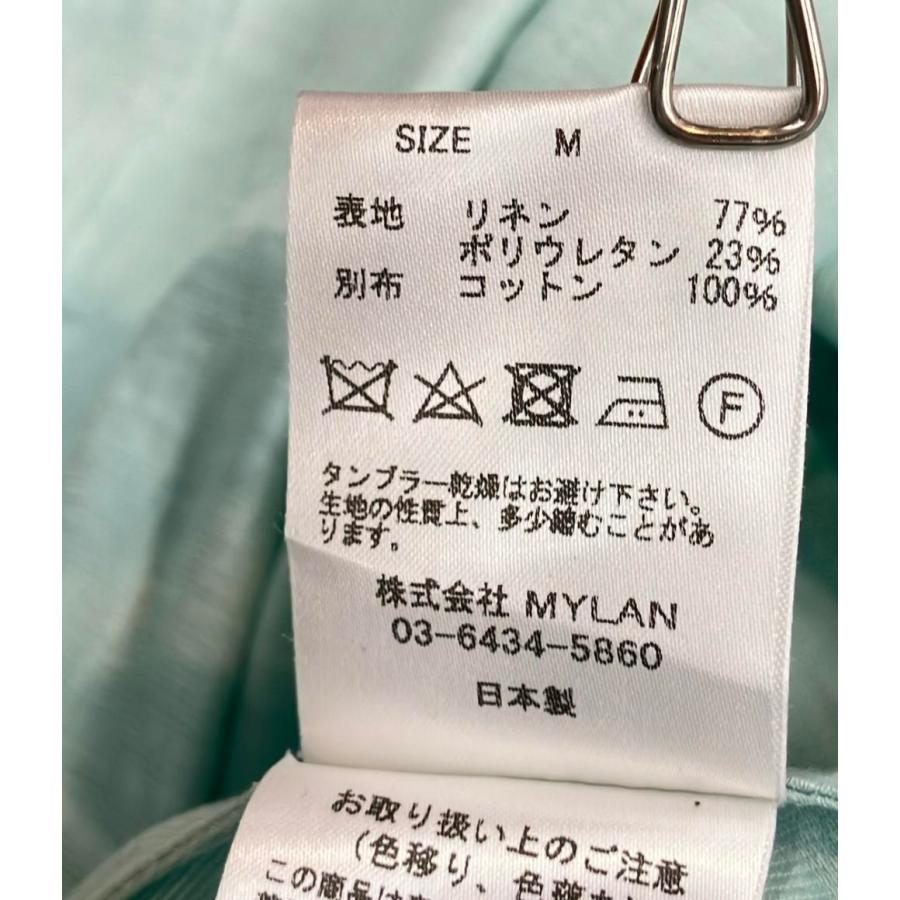 SIZE M
表地 リネン 77%
ポリウレタン 23%
別布 コットン 100%
F
タンブラー乾燥はお避け下さい。
生地の性質上、多少縮むことがあ
ります。
株式会社 MYLAN
03-6434-5860
日本製
お取り扱い上のご注意
(色移り、色落
この商品は